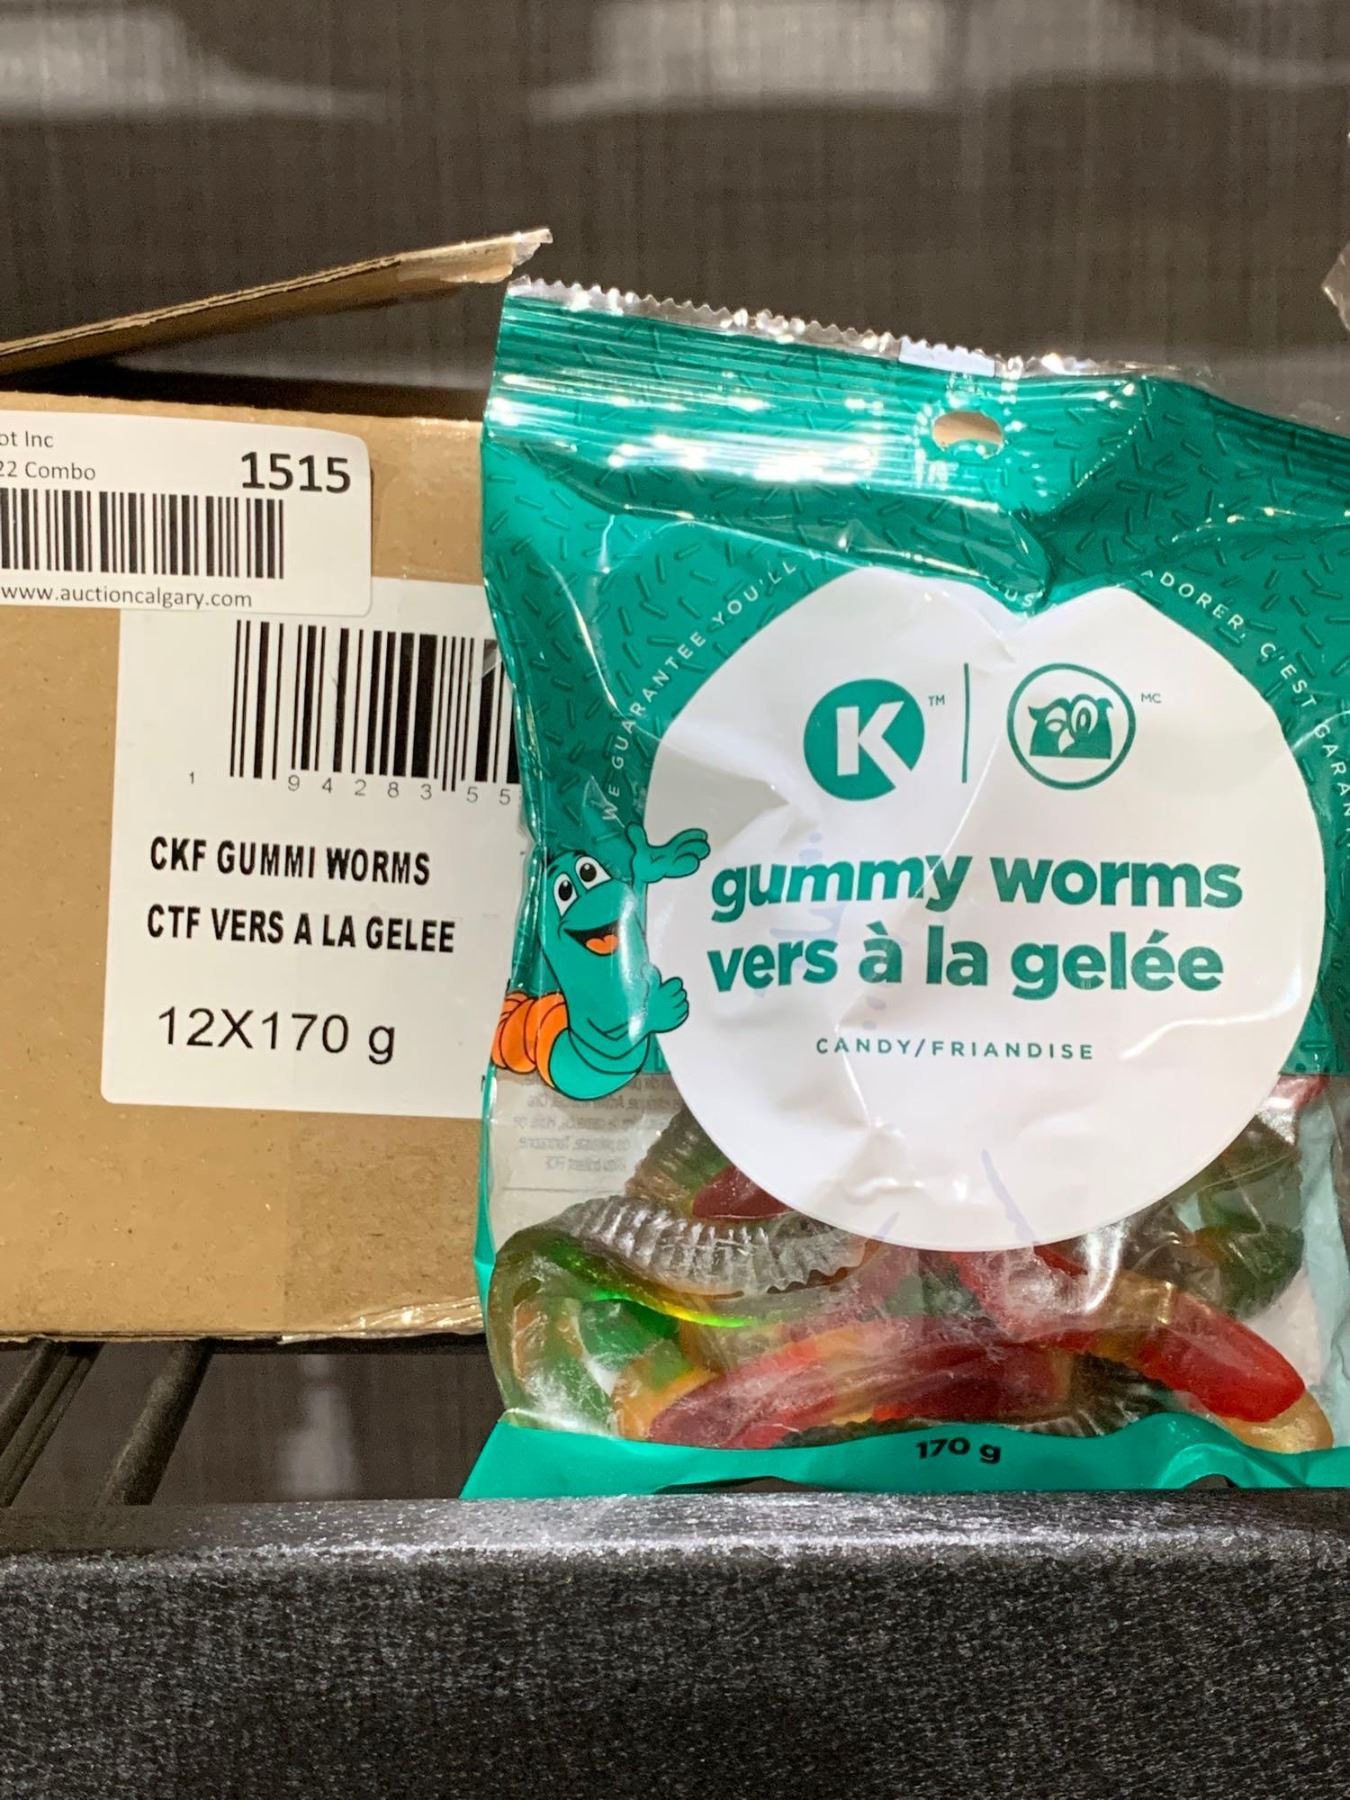 ot Inc
22 Combo
1515
www.auctioncalgary.com
1 94283 55
CKF GUMMI WORMS
CTF VERS A LA GELEE
12X170 g
WE GUARANTEE YOU'LL
US
ADORER, C'EST GARAN
K TM
MC
gummy worms
vers à la gelée
CANDY/FRIANDISE
170 g